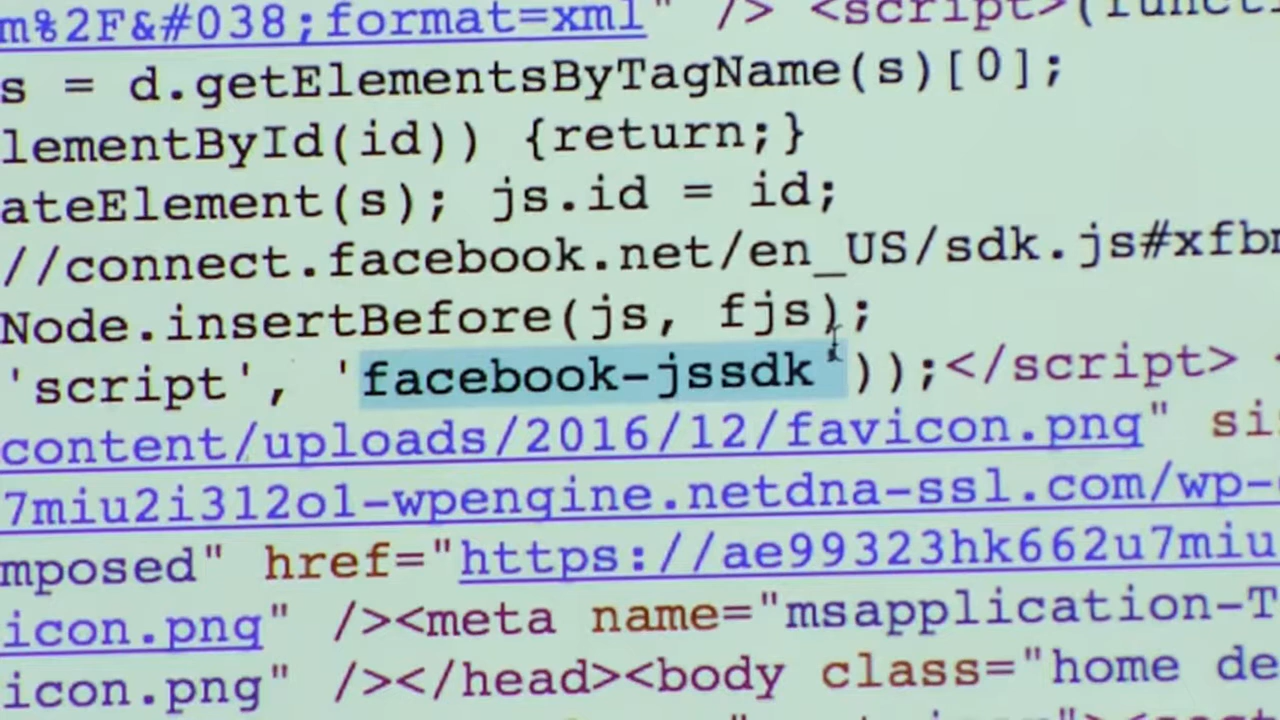 m%2F&#038;format=xml" /> <script>(functi
s = d.getElementsByTagName(s)[0];
lementById(id)) {return;}
ateElement(s); js.id = id;
//connect.facebook.net/en_US/sdk.js#xfbm
Node.insertBefore(js, fjs);
'script', 'facebook-jssdk'));</script>
content/uploads/2016/12/favicon.png" si
7miu2i312o1-wpengine.netdna-ssl.com/wp-
mposed" href="https://ae99323hk662u7miu
icon.png" /><meta name="msapplication-T
icon.png" /></head><body class="home de